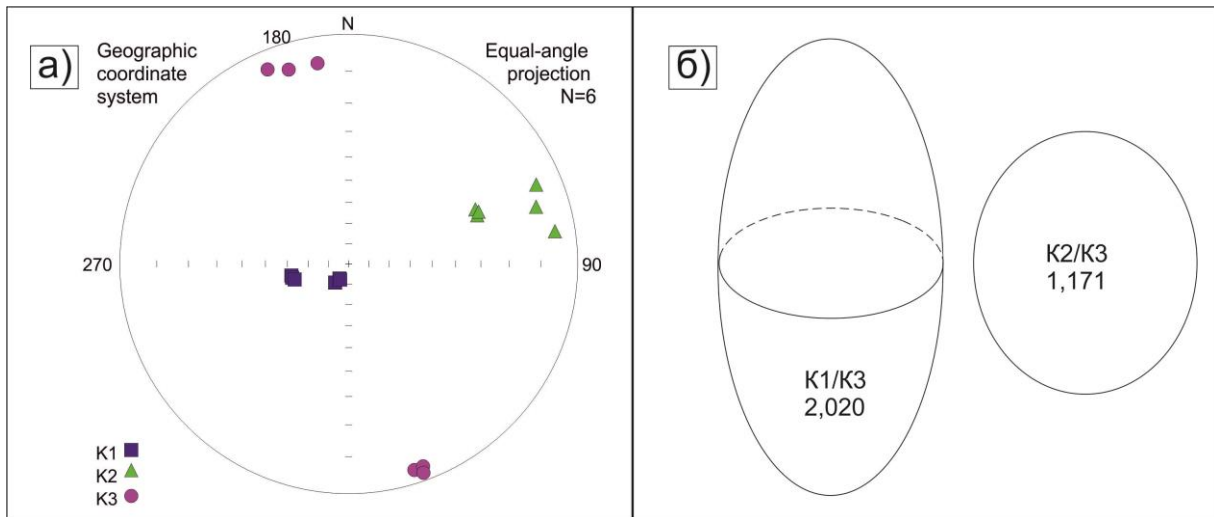 а)
Geographic
coordinate
system
N
180
Equal-angle
projection
N=6
270
90
K1
K2
K3
б)
K1/K3
2,020
K2/K3
1,171